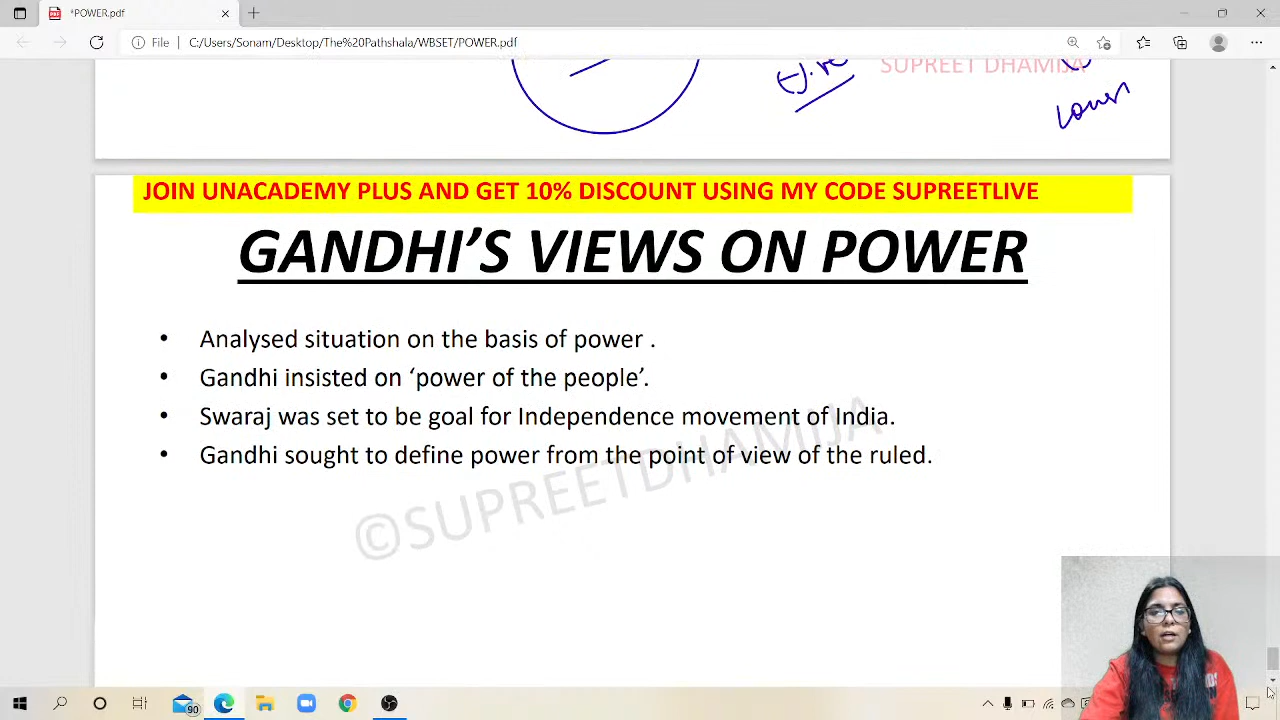 *POWER.pdf
File | C:/Users/Sonam/Desktop/The%20Pathshala/WBSET/POWER.pdf
SUPREET DHAMIJA
JOIN UNACADEMY PLUS AND GET 10% DISCOUNT USING MY CODE SUPREETLIVE
GANDHI’S VIEWS ON POWER
• Analysed situation on the basis of power .
• Gandhi insisted on ‘power of the people’.
• Swaraj was set to be goal for Independence movement of India.
• Gandhi sought to define power from the point of view of the ruled.
©SUPREETDHAMIJA
90